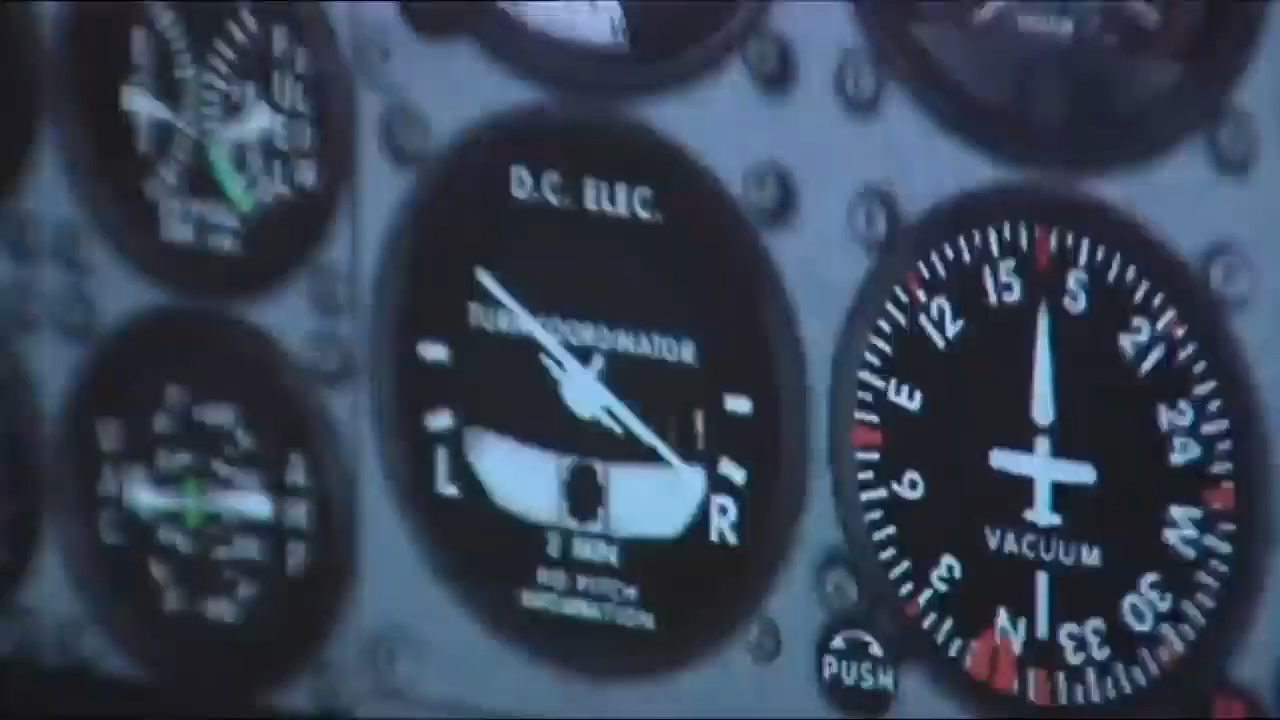 D.C. ELEC.
TURN COORDINATOR
L
R
2 MIN
NO PITCH
INFORMATION
15
S
12
21
E
24
6
W
3
30
N
33
VACUUM
PUSH